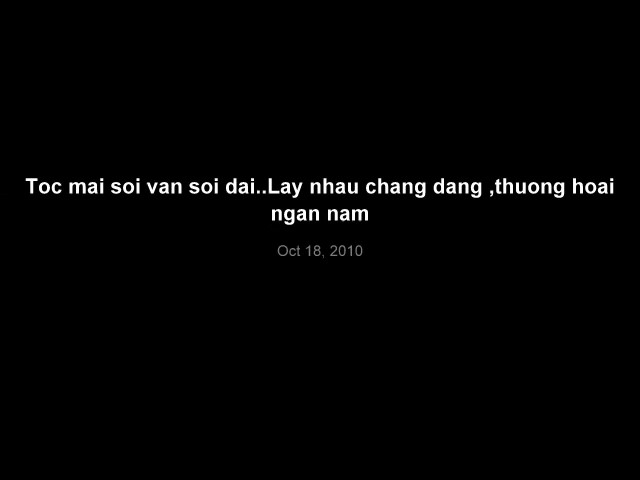 Toc mai soi van soi dai..Lay nhau chang dang ,thuong hoai
ngan nam
Oct 18, 2010